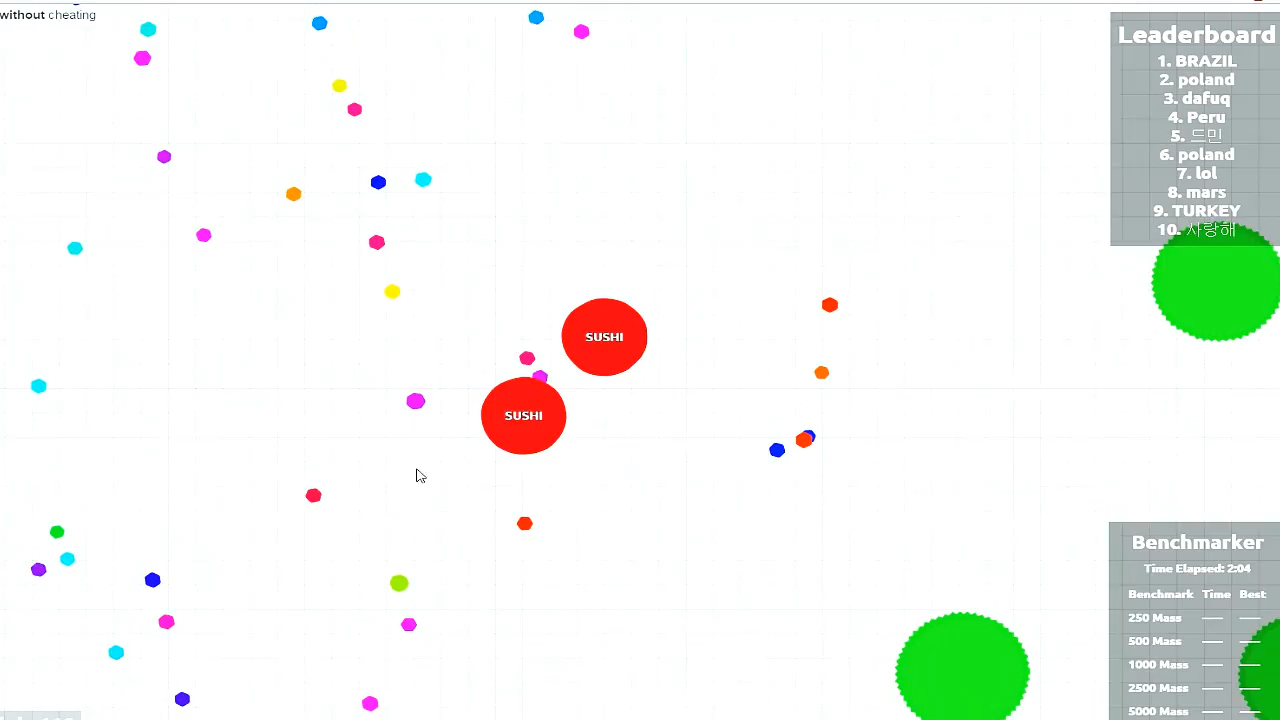 without cheating
Leaderboard
1. BRAZIL
2. poland
3. dafuq
4. Peru
5. 드민
6. poland
7. lol
8. mars
9. TURKEY
10. 사랑해
SUSHI
SUSHI
Benchmarker
Time Elapsed: 2:04
Benchmark Time Best
250 Mass — —
500 Mass — —
1000 Mass — —
2500 Mass — —
5000 Mass — —